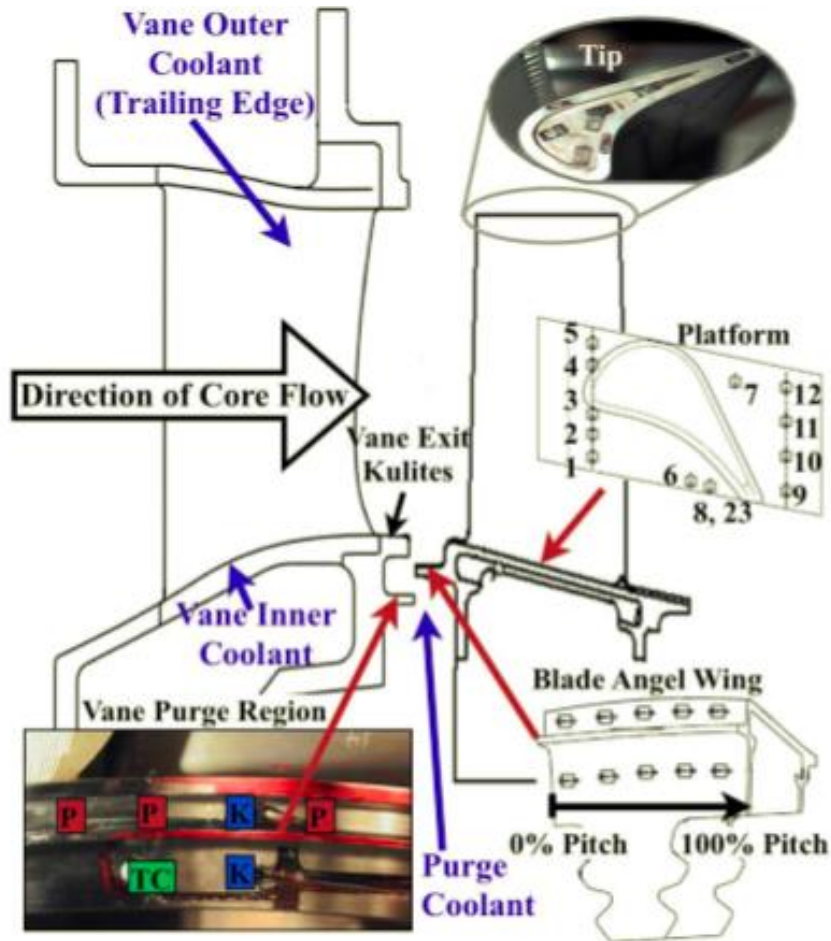 Vane Outer
Coolant
(Trailing Edge)
Tip
Platform
5
4
3
2
1
7
12
11
10
9
6
8, 23
Direction of Core Flow
Vane Exit
Kulites
Vane Inner
Coolant
Vane Purge Region
Blade Angel Wing
P
P
K
P
TC
K
Purge
Coolant
0% Pitch
100% Pitch